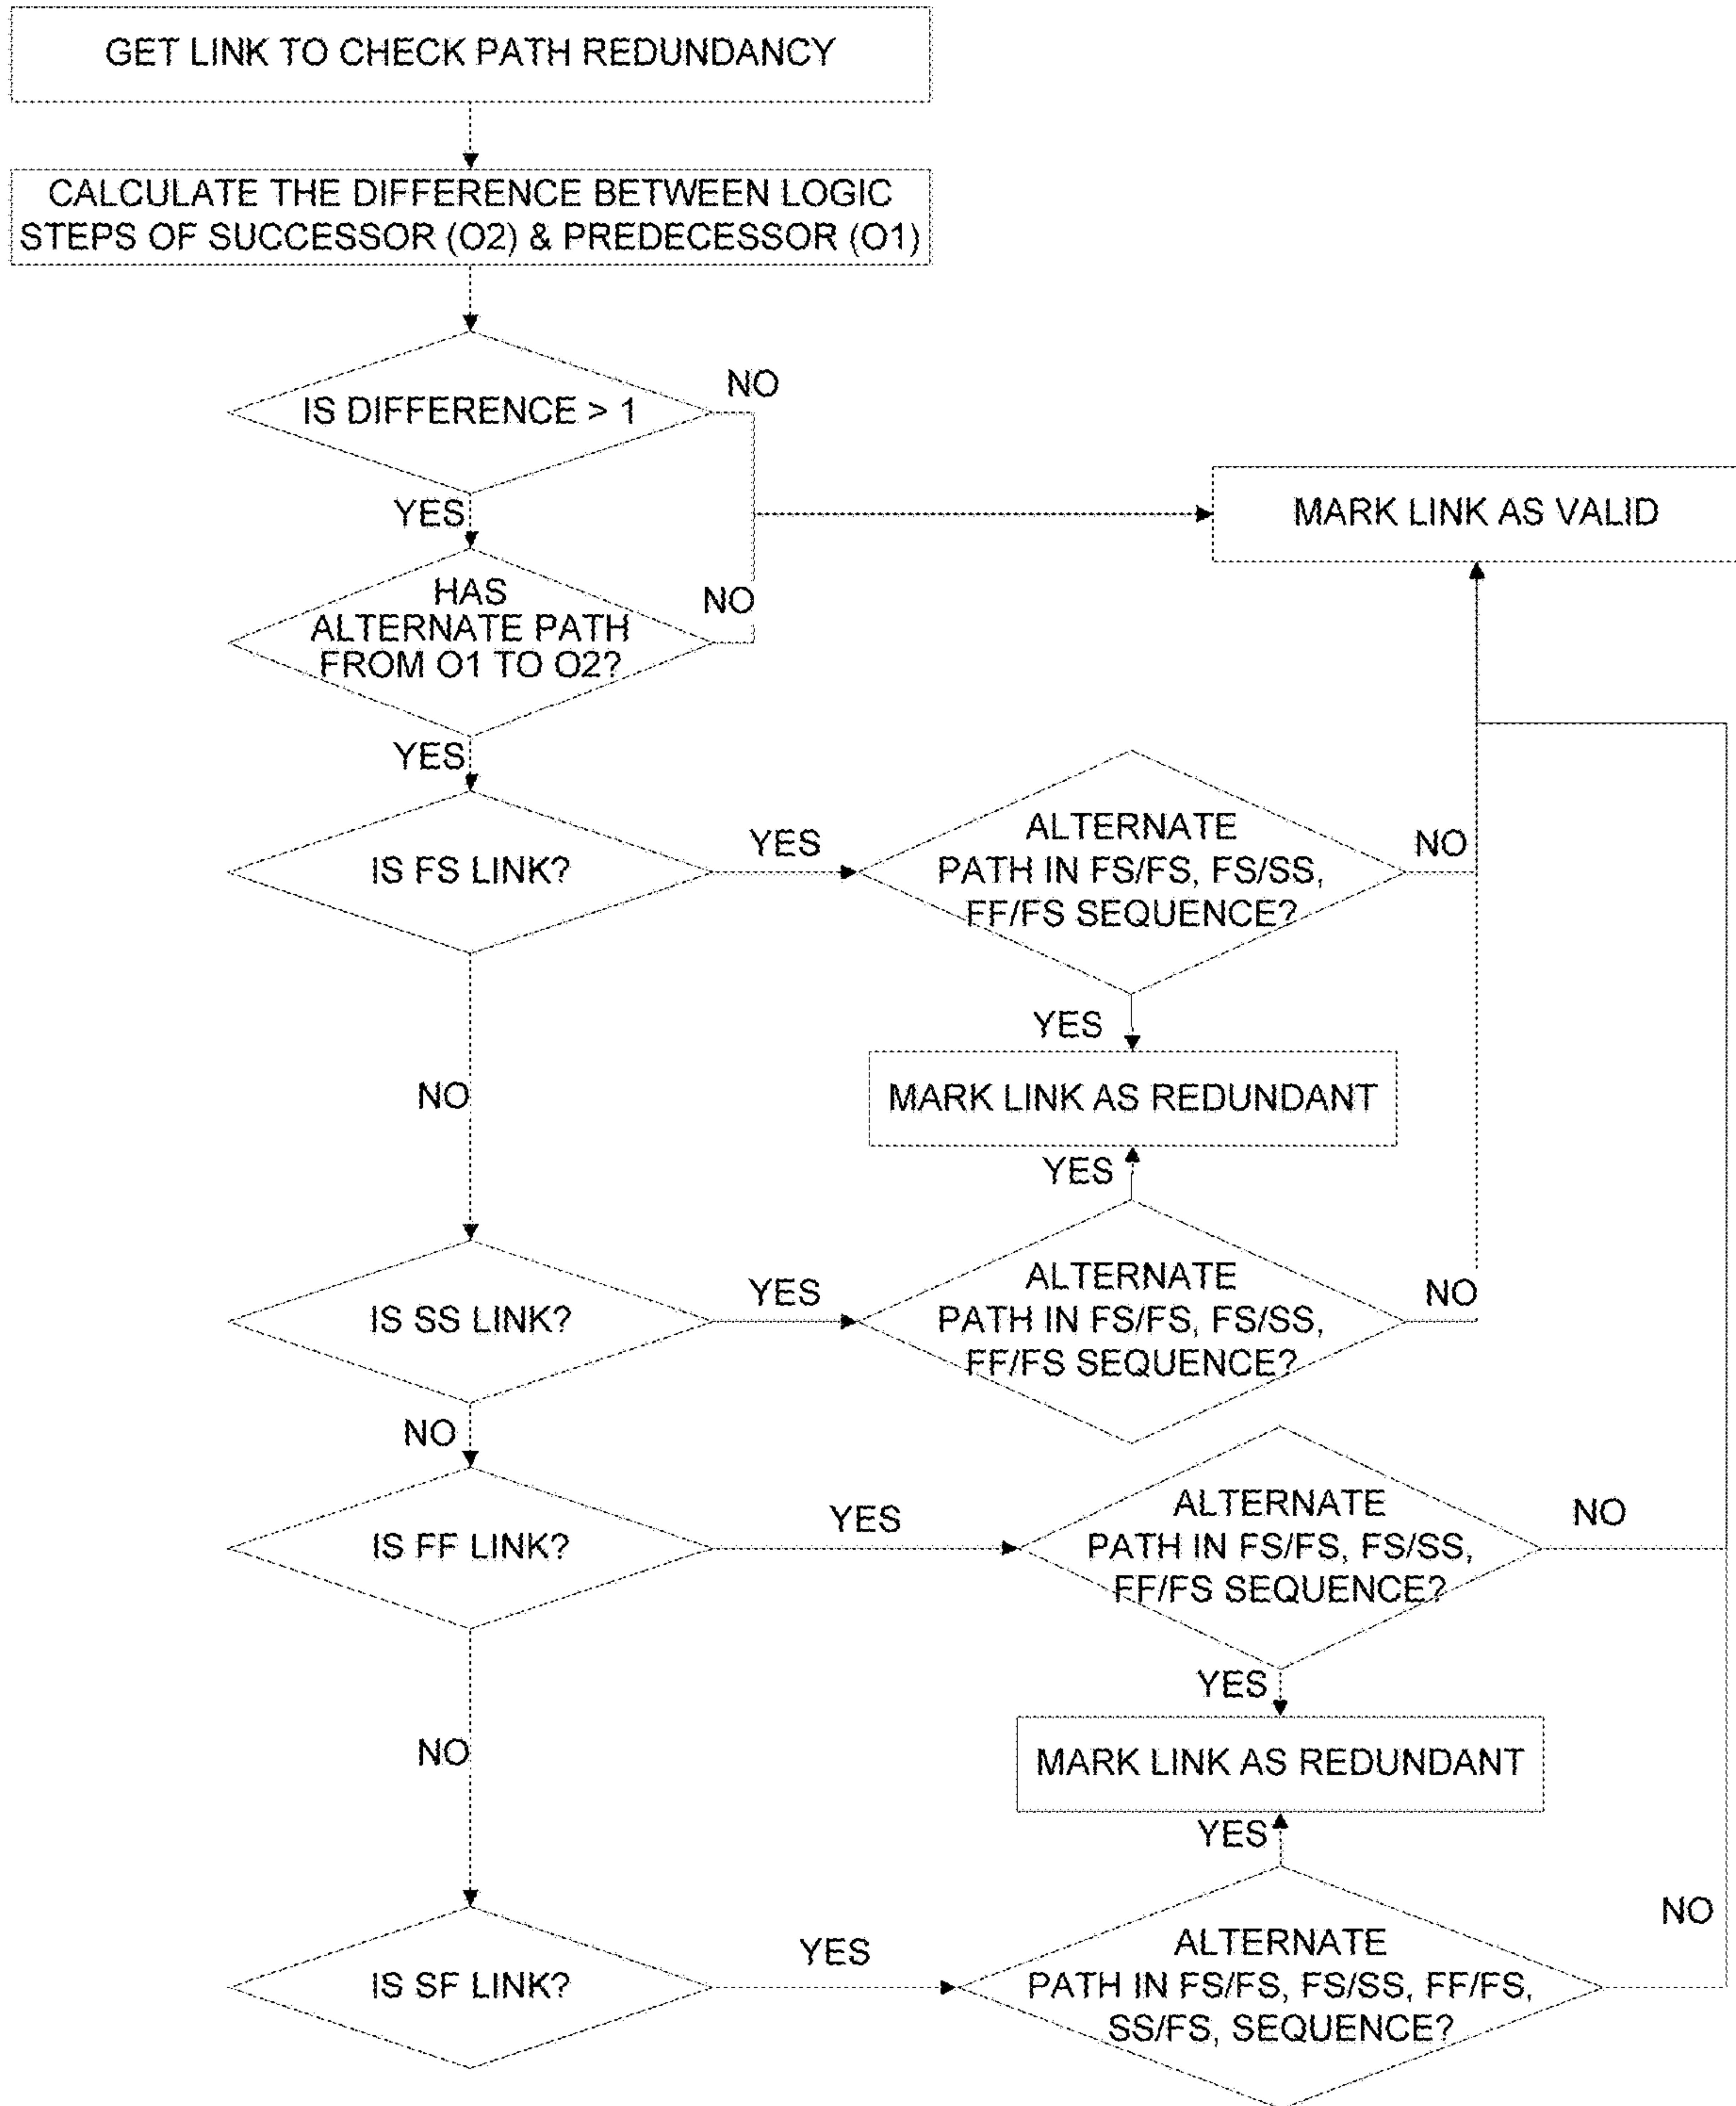 GET LINK TO CHECK PATH REDUNDANCY
CALCULATE THE DIFFERENCE BETWEEN LOGIC
STEPS OF SUCCESSOR (O2) & PREDECESSOR (O1)
IS DIFFERENCE > 1
NO
YES
MARK LINK AS VALID
HAS
ALTERNATE PATH
FROM O1 TO O2?
NO
YES
IS FS LINK?
YES
ALTERNATE
PATH IN FS/FS, FS/SS,
FF/FS SEQUENCE?
NO
YES
MARK LINK AS REDUNDANT
NO
YES
IS SS LINK?
YES
ALTERNATE
PATH IN FS/FS, FS/SS,
FF/FS SEQUENCE?
NO
NO
IS FF LINK?
YES
ALTERNATE
PATH IN FS/FS, FS/SS,
FF/FS SEQUENCE?
NO
YES
NO
MARK LINK AS REDUNDANT
YES
IS SF LINK?
YES
ALTERNATE
PATH IN FS/FS, FS/SS, FF/FS,
SS/FS, SEQUENCE?
NO